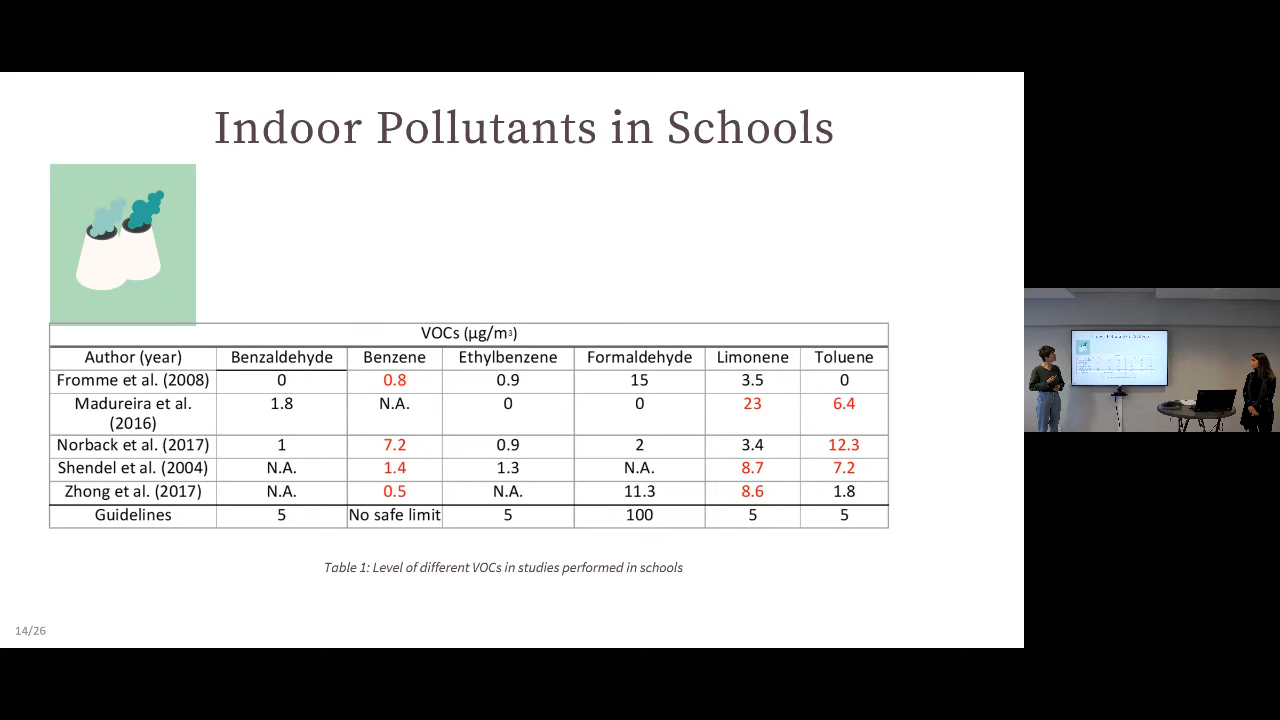 Indoor Pollutants in Schools
VOCs (µg/m³)
Author (year) Benzaldehyde Benzene Ethylbenzene Formaldehyde Limonene Toluene
Fromme et al. (2008) 0 0.8 0.9 15 3.5 0
Madureira et al. 1.8 N.A. 0 0 23 6.4
(2016)
Norback et al. (2017) 1 7.2 0.9 2 3.4 12.3
Shendel et al. (2004) N.A. 1.4 1.3 N.A. 8.7 7.2
Zhong et al. (2017) N.A. 0.5 N.A. 11.3 8.6 1.8
Guidelines 5 No safe limit 5 100 5 5
Table 1: Level of different VOCs in studies performed in schools
14/26
Indoor Pollutants in Schools